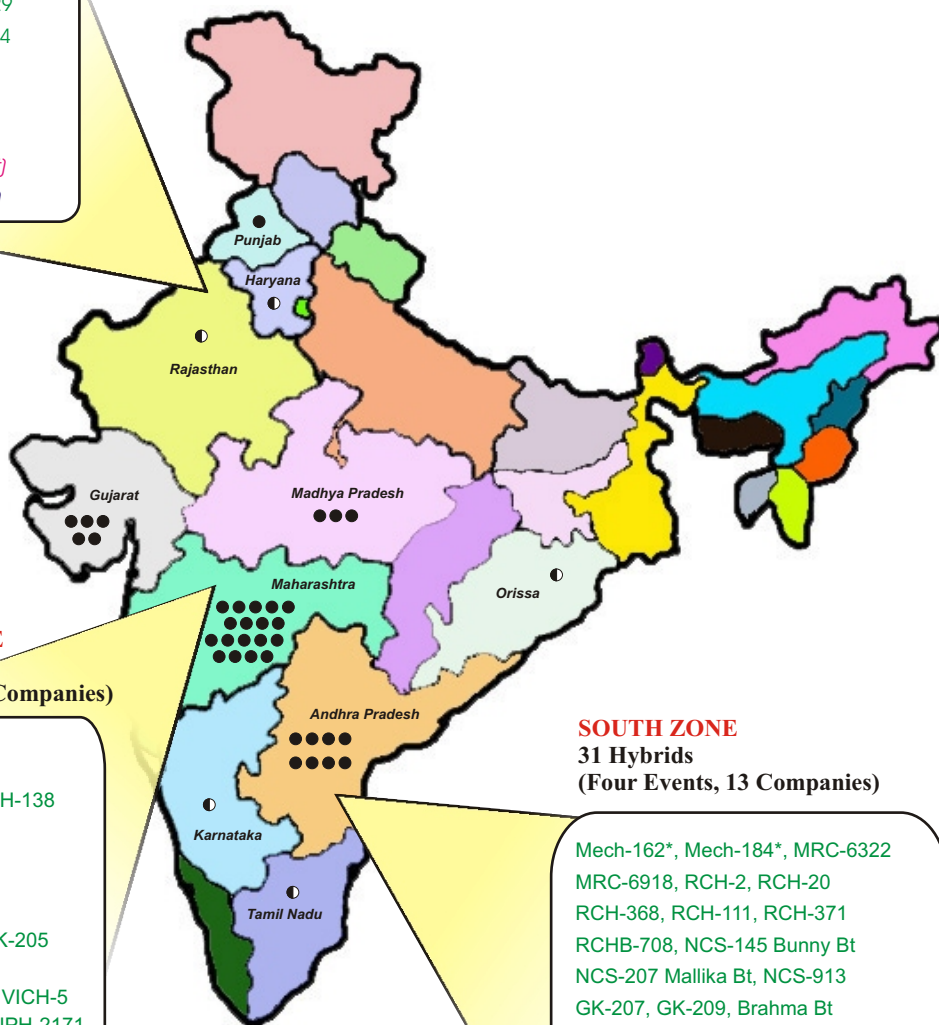 4
Punjab
Haryana
Rajasthan
Gujarat
Madhya Pradesh
Maharashtra
Orissa
Companies)
Andhra Pradesh
SOUTH ZONE
31 Hybrids
(Four Events, 13 Companies)
H-138
Karnataka
Mech-162*, Mech-184*, MRC-6322
MRC-6918, RCH-2, RCH-20
Tamil Nadu
RCH-368, RCH-111, RCH-371
K-205
RCHB-708, NCS-145 Bunny Bt
NCS-207 Mallika Bt, NCS-913
VICH-5
GK-207, GK-209, Brahma Bt